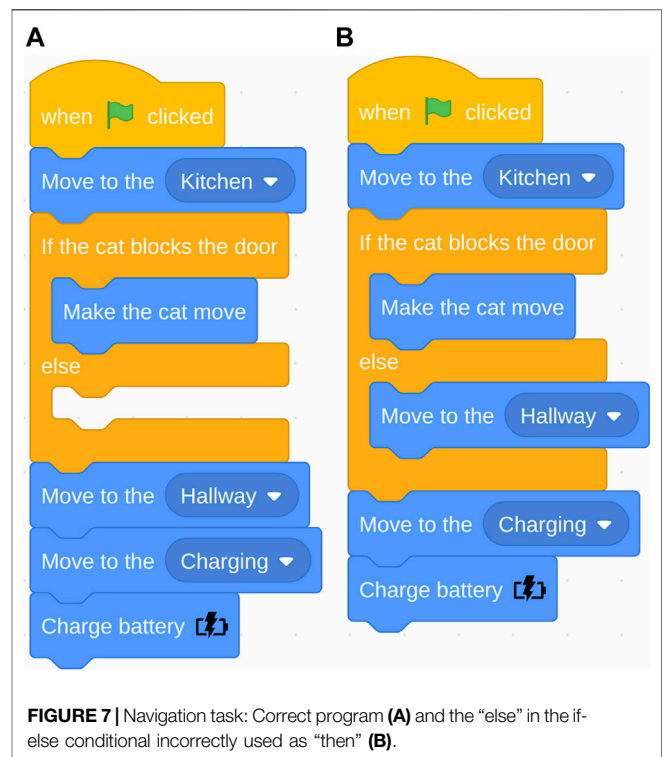 A
when clicked
Move to the Kitchen
If the cat blocks the door
Make the cat move
else
Move to the Hallway
Move to the Charging
Charge battery
B
when clicked
Move to the Kitchen
If the cat blocks the door
Make the cat move
else
Move to the Hallway
Move to the Charging
Charge battery
FIGURE 7 | Navigation task: Correct program (A) and the “else” in the if-
else conditional incorrectly used as “then” (B).